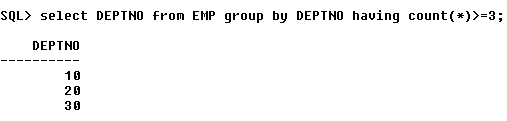 SQL> select DEPTNO from EMP group by DEPTNO having count(*)>=3;
DEPTNO
----------
10
20
30